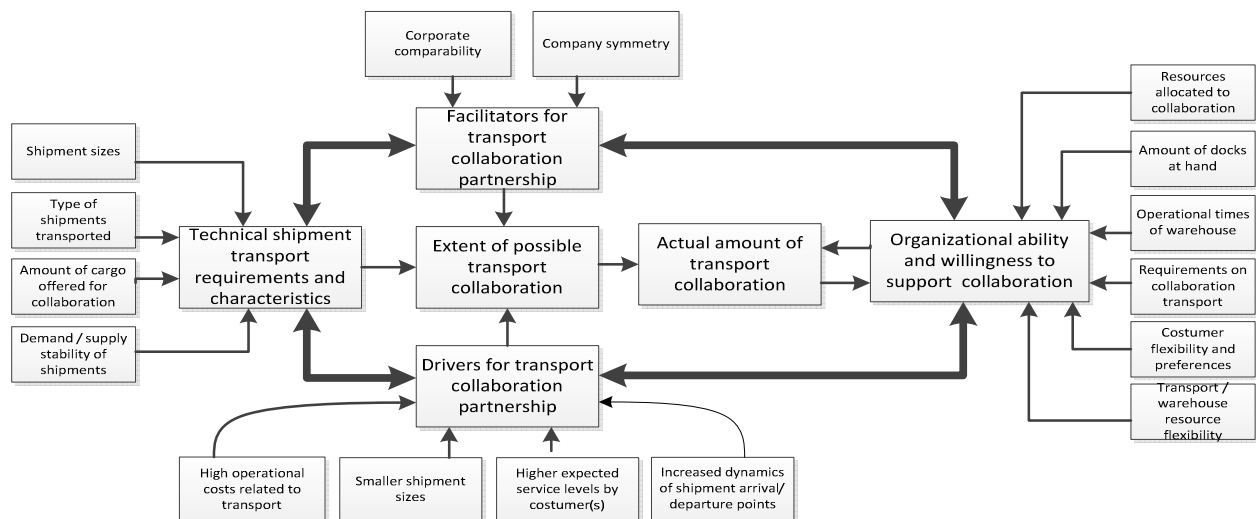 Corporate
comparability
Company symmetry
Resources
allocated to
collaboration
Facilitators for
transport
collaboration
partnership
Shipment sizes
Amount of docks
at hand
Type of
shipments
transported
Operational times
of warehouse
Technical shipment
transport
requirements and
characteristics
Extent of possible
transport
collaboration
Actual amount of
transport
collaboration
Organizational ability
and willingness to
support collaboration
Amount of cargo
offered for
collaboration
Requirements on
collaboration
transport
Demand / supply
stability of
shipments
Costumer
flexibility and
preferences
Drivers for transport
collaboration
partnership
Transport /
warehouse
resource
flexibility
High operational
costs related to
transport
Smaller shipment
sizes
Higher expected
service levels by
costumer(s)
Increased dynamics
of shipment arrival/
departure points